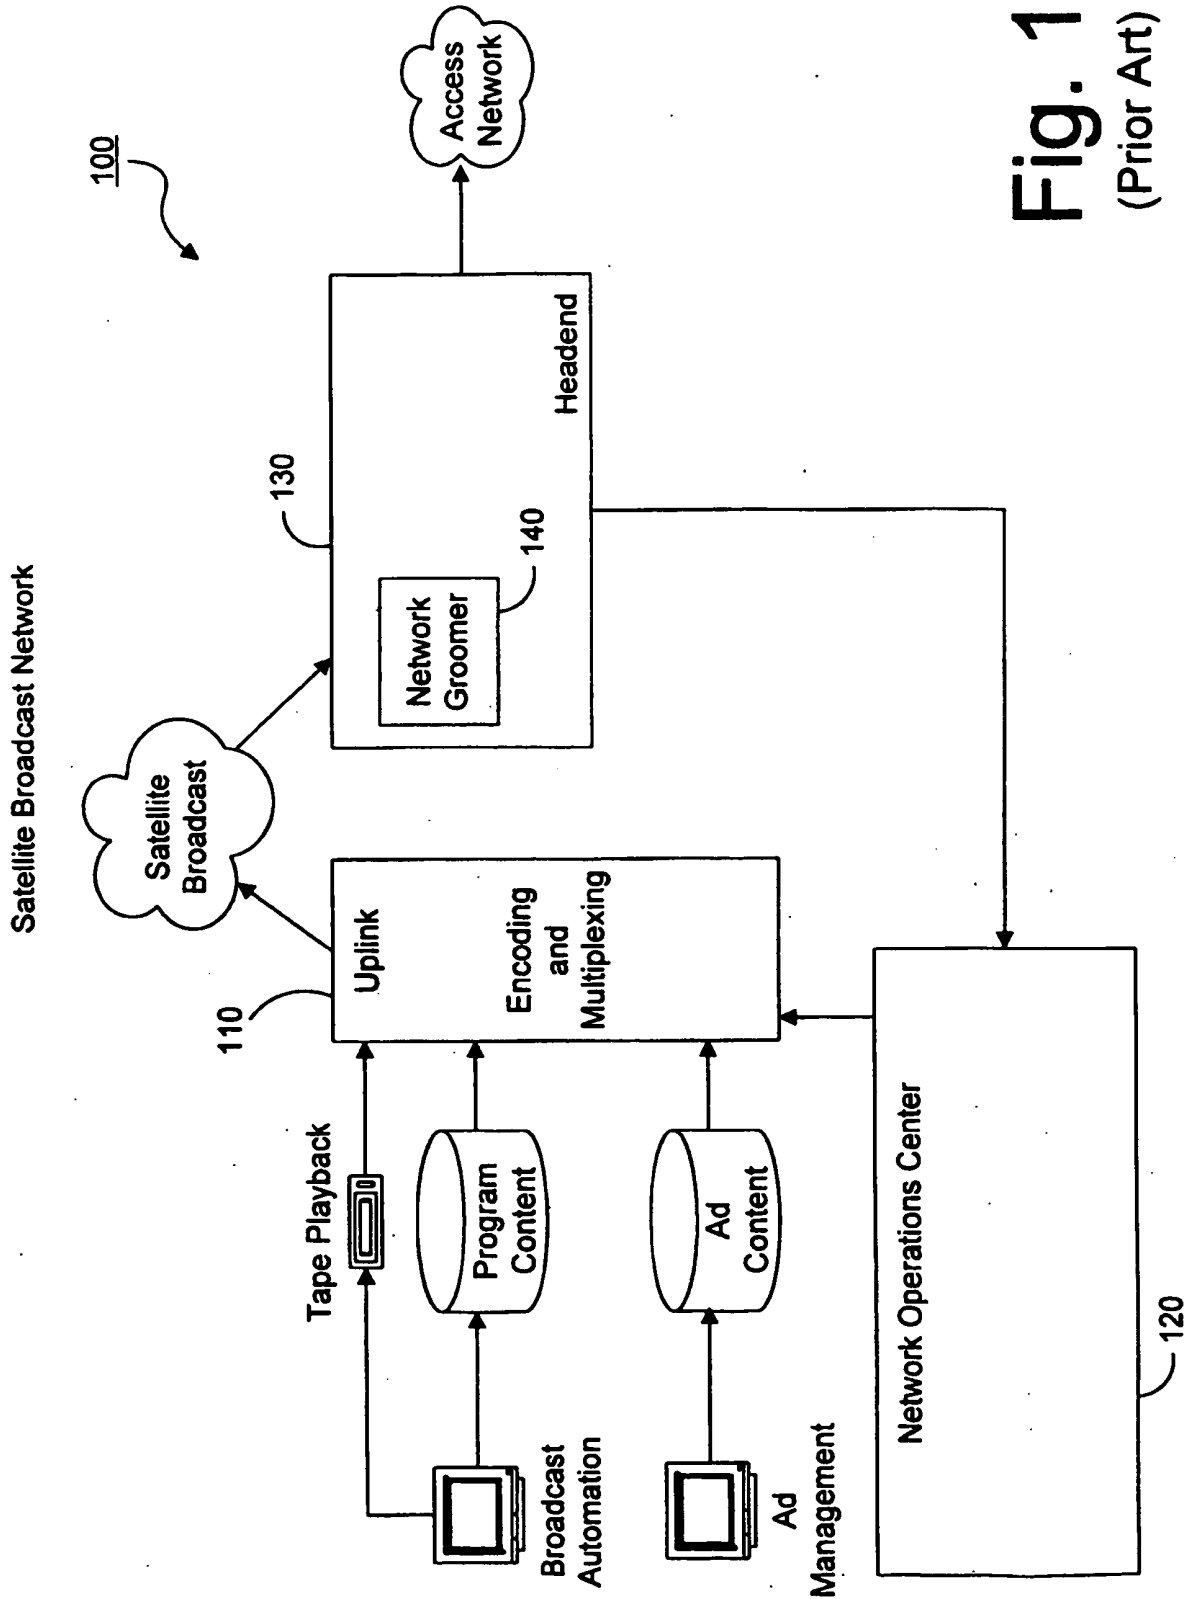 Satellite Broadcast Network
100
Satellite
Broadcast
Access
Network
110
130
Tape Playback
Uplink
Encoding
and
Multiplexing
Network
Groomer
140
Headend
Program
Content
Broadcast
Automation
Ad
Content
Ad
Management
Network Operations Center
120
Fig. 1
(Prior Art)